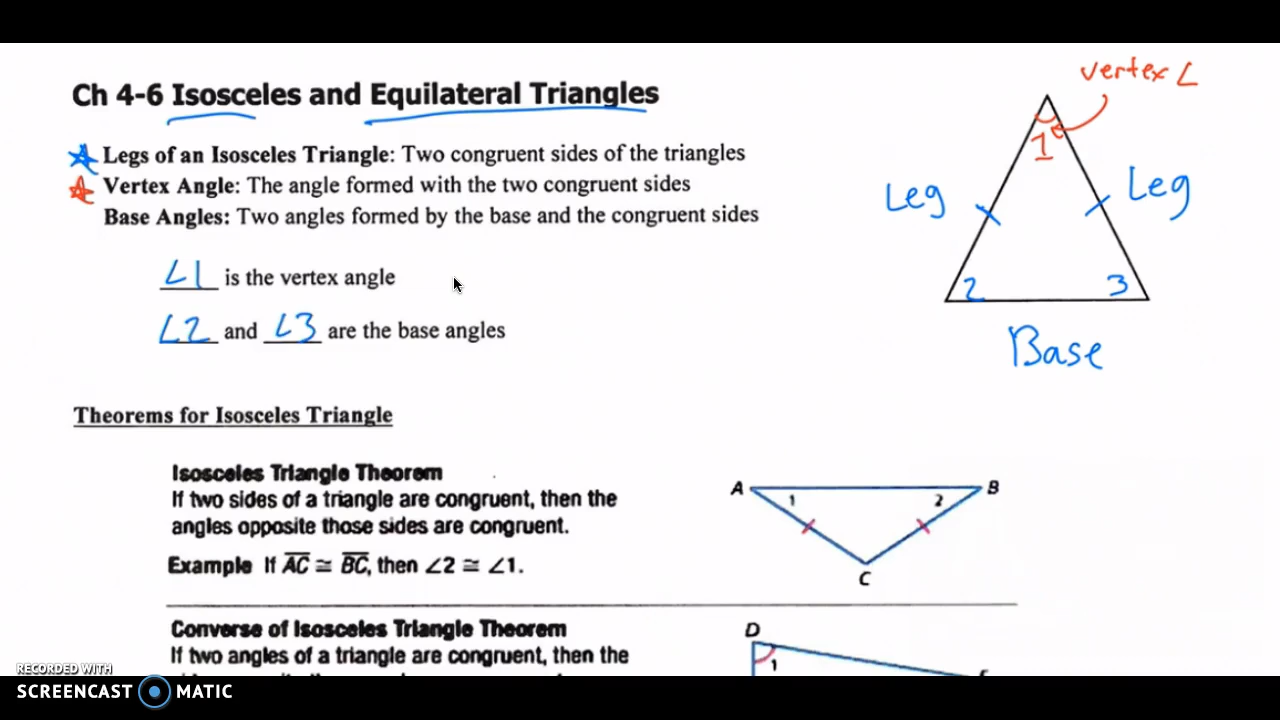 Ch 4-6 Isosceles and Equilateral Triangles
vertex ∠
Legs of an Isosceles Triangle: Two congruent sides of the triangles
Vertex Angle: The angle formed with the two congruent sides
Base Angles: Two angles formed by the base and the congruent sides
1
Leg
Leg
2
3
Base
∠1 is the vertex angle
∠2 and ∠3 are the base angles
Theorems for Isosceles Triangle
Isosceles Triangle Theorem
If two sides of a triangle are congruent, then the
angles opposite those sides are congruent.
Example If A̅C̅ ≅ B̅C̅, then ∠2 ≅ ∠1.
A
1
2
B
C
Converse of Isosceles Triangle Theorem
If two angles of a triangle are congruent, then the
D
1
RECORDED WITH
SCREENCAST MATIC